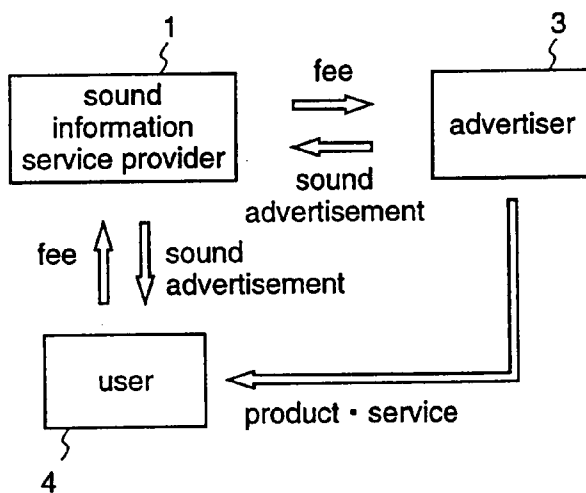 1
3
sound
information
service provider
fee
advertiser
sound
advertisement
fee
sound
advertisement
user
product・service
4